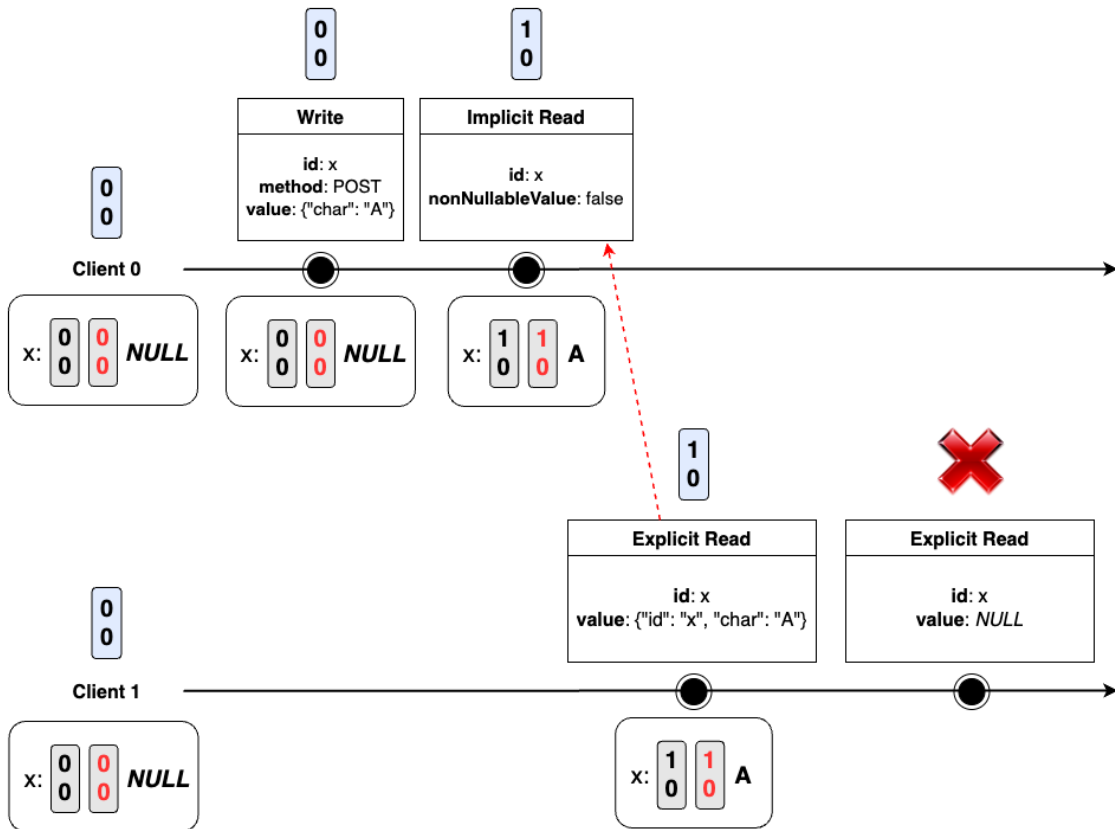 0
0
1
0
Write
id: x
method: POST
value: {"char": "A"}
Implicit Read
id: x
nonNullableValue: false
0
0
Client 0
x: 0 0 NULL
0 0
x: 0 0 NULL
0 0
x: 1 1 A
0 0
1
0
Explicit Read
id: x
value: {"id": "x", "char": "A"}
Explicit Read
id: x
value: NULL
0
0
Client 1
x: 0 0 NULL
0 0
x: 1 1 A
0 0